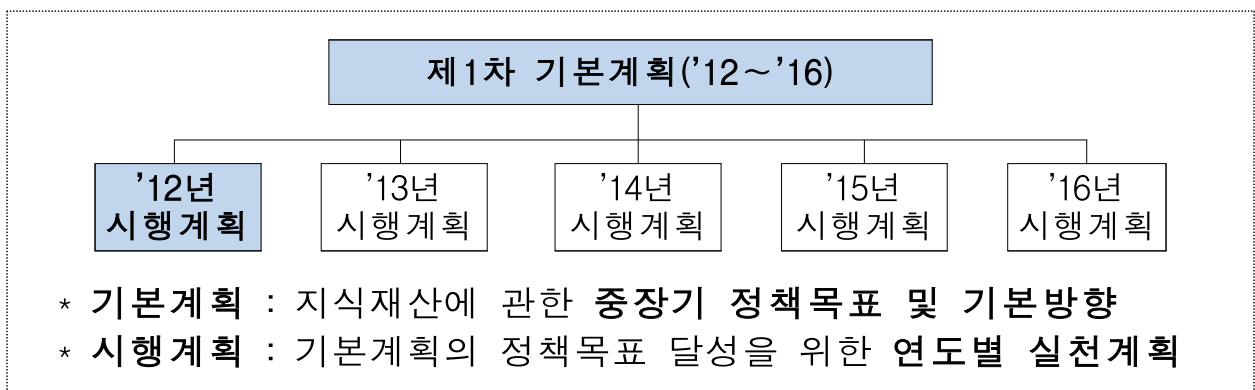 제1차 기본계획(’12～’16)
’12년
시행계획
’13년
시행계획
’14년
시행계획
’15년
시행계획
’16년
시행계획
* 기본계획 : 지식재산에 관한 중장기 정책목표 및 기본방향
* 시행계획 : 기본계획의 정책목표 달성을 위한 연도별 실천계획